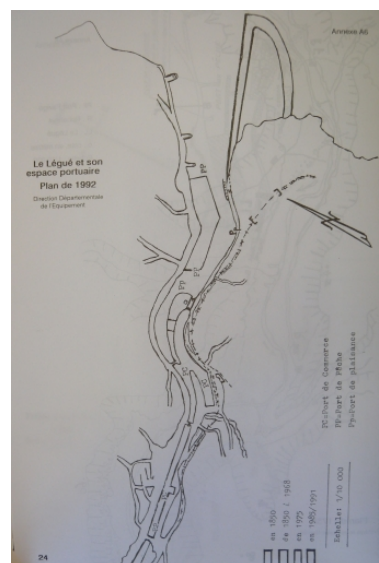 Annexe A6
Le Légué et son
espace portuaire
Plan de 1992
Direction Départementale
de l'Equipement
PC=Port de Commerce
PP=Port de Pêche
Pp=Port de plaisance
Echelle: 1/10 000
en 1850
de 1850 à 1968
en 1975
en 1985/1991
24